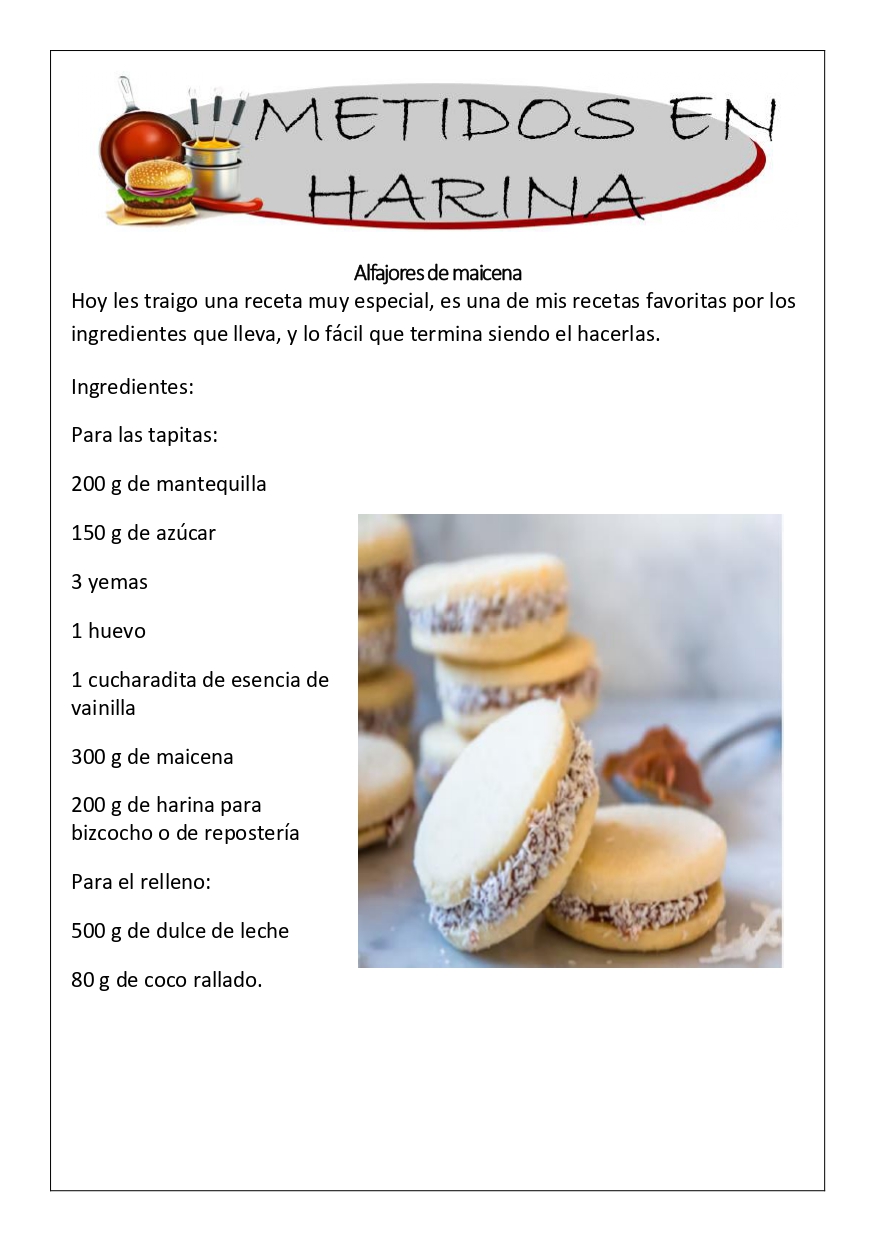 METIDOS EN
HARINA
Alfajores de maicena
Hoy les traigo una receta muy especial, es una de mis recetas favoritas por los
ingredientes que lleva, y lo fácil que termina siendo el hacerlas.
Ingredientes:
Para las tapitas:
200 g de mantequilla
150 g de azúcar
3 yemas
1 huevo
1 cucharadita de esencia de
vainilla
300 g de maicena
200 g de harina para
bizcocho o de repostería
Para el relleno:
500 g de dulce de leche
80 g de coco rallado.